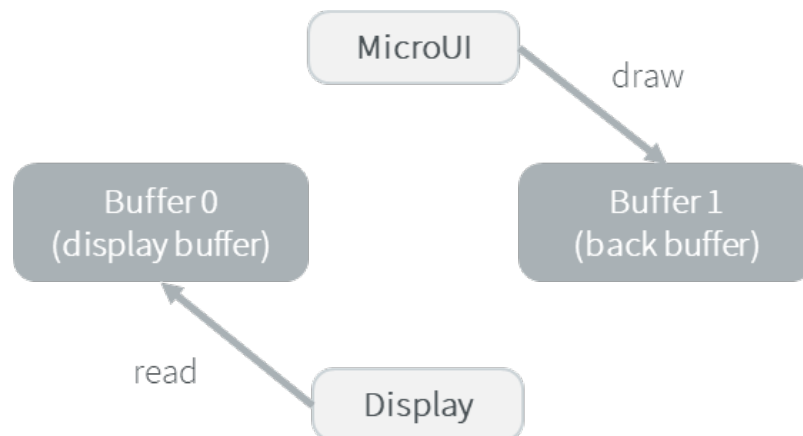 MicroUI
draw
Buffer 0
(display buffer)
Buffer 1
(back buffer)
read
Display